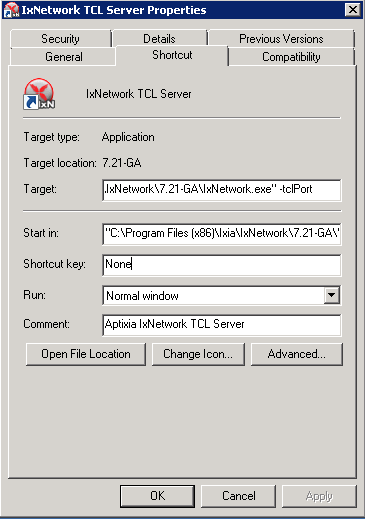 IxNetwork TCL Server Properties
Security Details Previous Versions
General Shortcut Compatibility
IxN
IxNetwork TCL Server
Target type: Application
Target location: 7.21-GA
Target: .IxNetwork\7.21-GA\IxNetwork.exe" -tclPort
Start in: "C:\Program Files (x86)\Ixia\IxNetwork\7.21-GA\"
Shortcut key: None
Run: Normal window
Comment: Aptixia IxNetwork TCL Server
Open File Location Change Icon... Advanced...
OK Cancel Apply